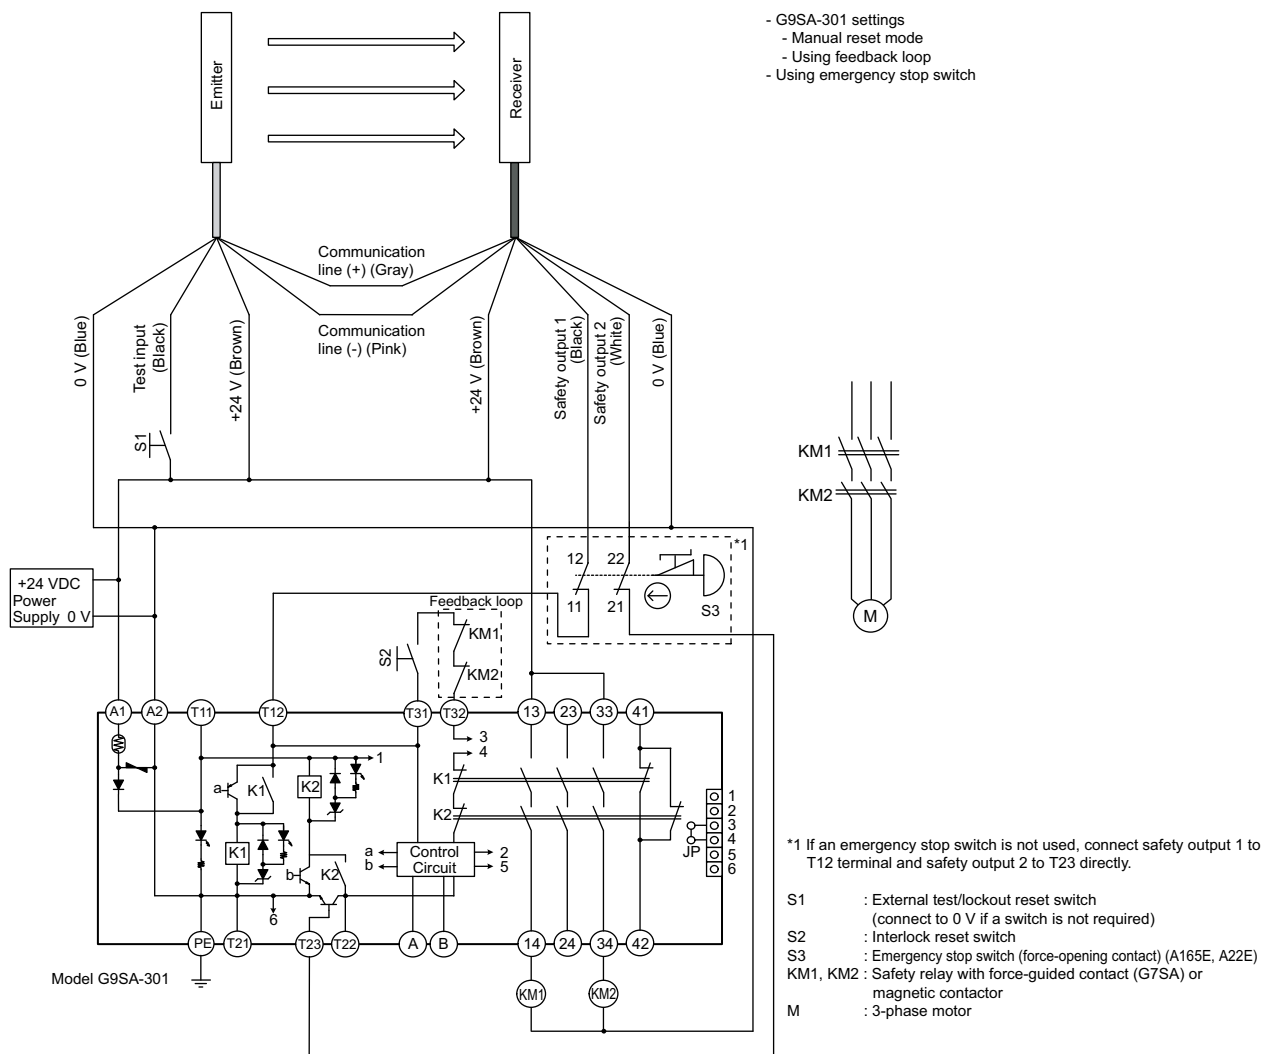 - G9SA-301 settings
- Manual reset mode
- Using feedback loop
- Using emergency stop switch
Emitter
Receiver
Communication
line (+) (Gray)
Communication
line (-) (Pink)
0 V (Blue)
Test input
(Black)
+24 V (Brown)
+24 V (Brown)
Safety output 1
(Black)
Safety output 2
(White)
0 V (Blue)
S1
KM1
KM2
M
*1
12
22
11
21
S3
+24 VDC
Power
Supply 0 V
Feedback loop
KM1
S2
KM2
A1
A2
T11
T12
T31
T32
13
23
33
41
3
4
1
a
K1
K2
K1
K2
K1
b
K2
a
b
Control
Circuit
2
5
6
JP
1
2
3
4
5
6
PE
T21
T23
T22
A
B
14
24
34
42
Model G9SA-301
KM1
KM2
*1 If an emergency stop switch is not used, connect safety output 1 to
T12 terminal and safety output 2 to T23 directly.
S1 : External test/lockout reset switch
(connect to 0 V if a switch is not required)
S2 : Interlock reset switch
S3 : Emergency stop switch (force-opening contact) (A165E, A22E)
KM1, KM2 : Safety relay with force-guided contact (G7SA) or
magnetic contactor
M : 3-phase motor